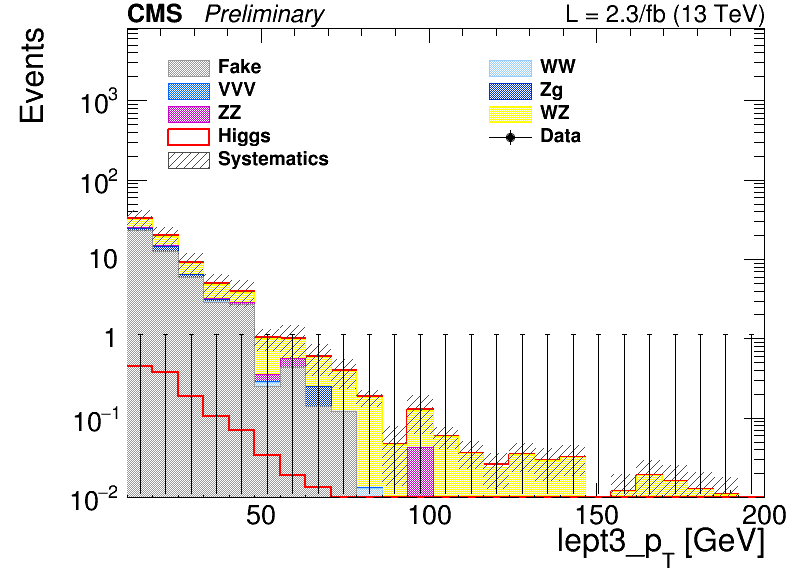 CMS Preliminary L = 2.3/fb (13 TeV)
Events
Fake WW
VVV Zg
ZZ WZ
Higgs Data
Systematics
10³
10²
10
1
10⁻¹
10⁻²
50 100 150 200
lept3_p_T [GeV]